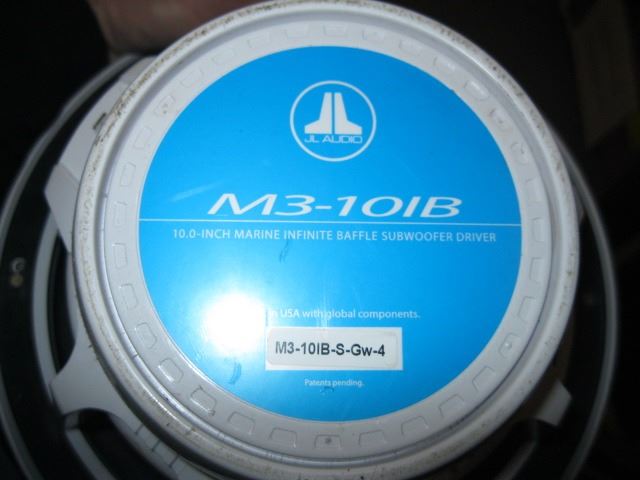 JL AUDIO
M3-10IB
10.0-INCH MARINE INFINITE BAFFLE SUBWOOFER DRIVER
in USA with global components.
M3-10IB-S-Gw-4
Patents pending.